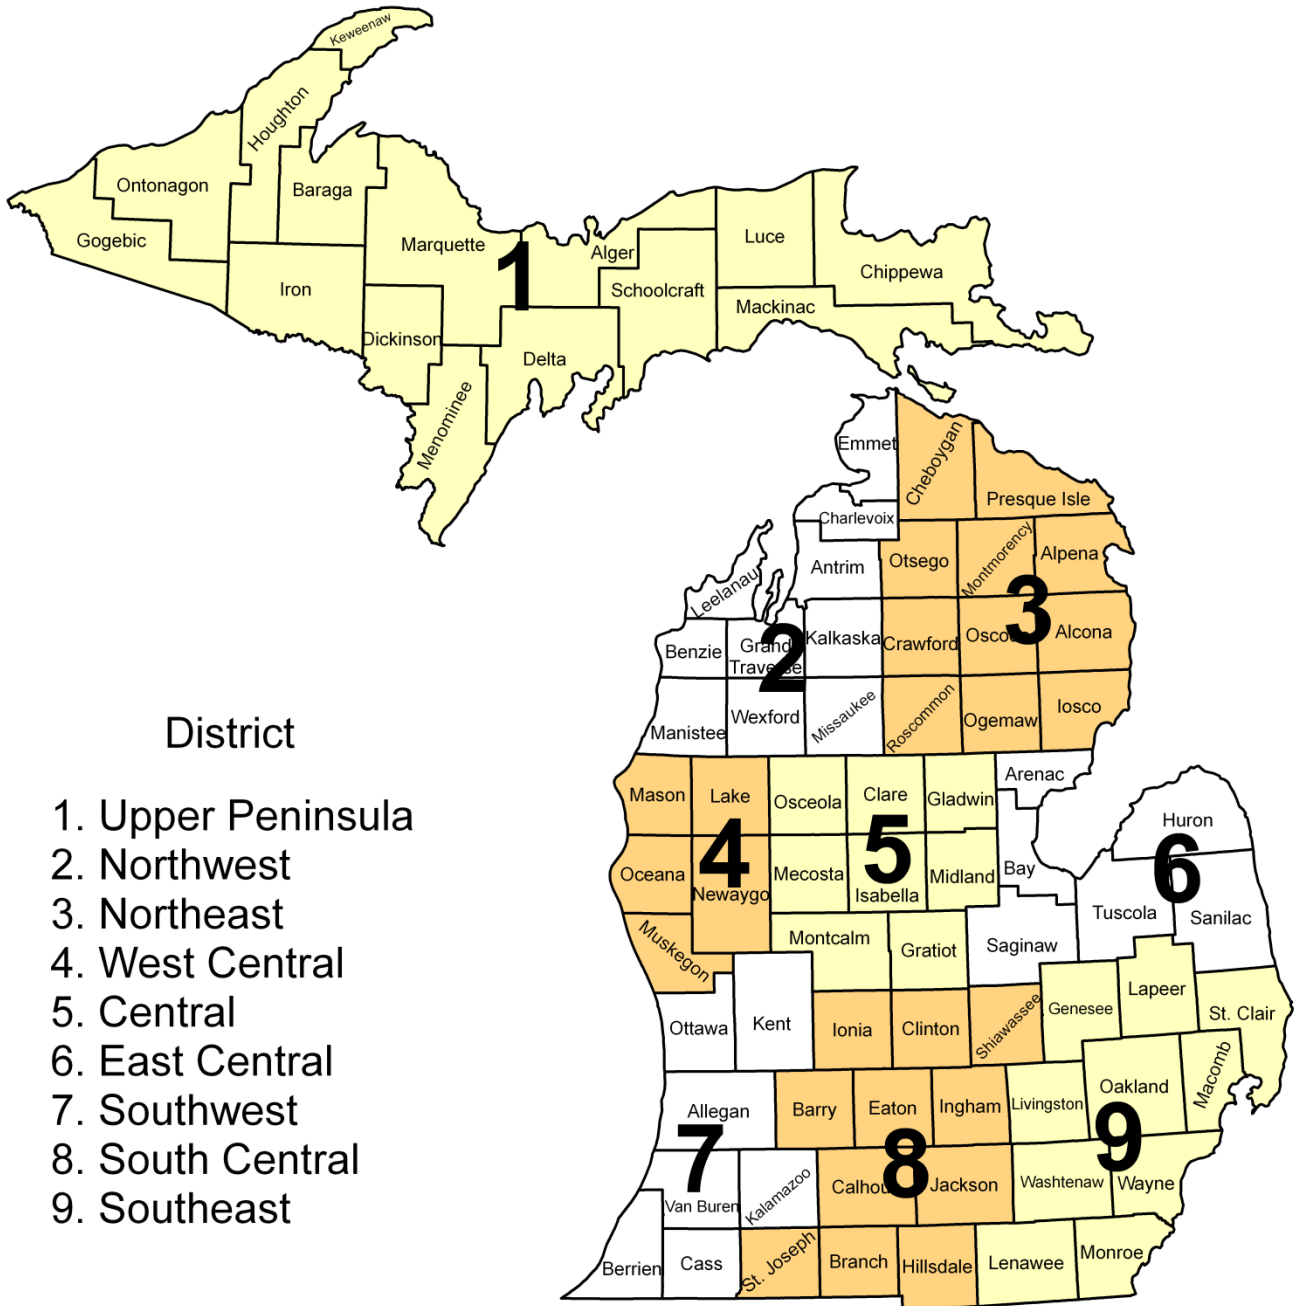 Keweenaw
Houghton
Ontonagon
Baraga
Gogebic
Marquette
1
Alger
Luce
Chippewa
Iron
Schoolcraft
Mackinac
Dickinson
Delta
Menominee
Emmet
Cheboygan
Presque Isle
Charlevoix
Antrim
Otsego
Montmorency
Alpena
Leelanau
3
Benzie
Grand
Traverse
2
Kalkaska
Crawford
Alcona
Manistee
Wexford
Missaukee
Roscommon
Ogemaw
Iosco
District
1. Upper Peninsula
2. Northwest
3. Northeast
4. West Central
5. Central
6. East Central
7. Southwest
8. South Central
9. Southeast
Mason
Lake
Osceola
Clare
Gladwin
Arenac
Huron
4
5
6
Oceana
Newaygo
Mecosta
Isabella
Midland
Bay
Tuscola
Sanilac
Muskegon
Montcalm
Gratiot
Saginaw
Ottawa
Kent
Ionia
Clinton
Shiawassee
Genesee
Lapeer
St. Clair
Allegan
Barry
Eaton
Ingham
Livingston
Oakland
Macomb
7
8
9
Van Buren
Kalamazoo
Jackson
Washtenaw
Wayne
Berrien
Cass
St. Joseph
Branch
Hillsdale
Lenawee
Monroe